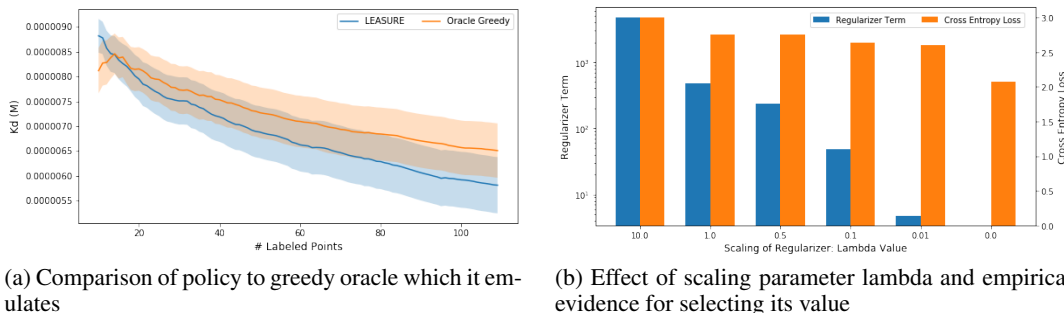 LEASURE
Oracle Greedy
0.0000090
0.0000085
0.0000080
0.0000075
0.0000070
0.0000065
0.0000060
0.0000055
Kd (M)
20
40
60
80
100
# Labeled Points
Regularizer Term
Cross Entropy Loss
10³
10²
10¹
Regularizer Term
3.0
2.5
2.0
1.5
1.0
0.5
0.0
Cross Entropy Loss
10.0
1.0
0.5
0.1
0.01
0.0
Scaling of Regularizer: Lambda Value
(a) Comparison of policy to greedy oracle which it em-
ulates
(b) Effect of scaling parameter lambda and empirical
evidence for selecting its value